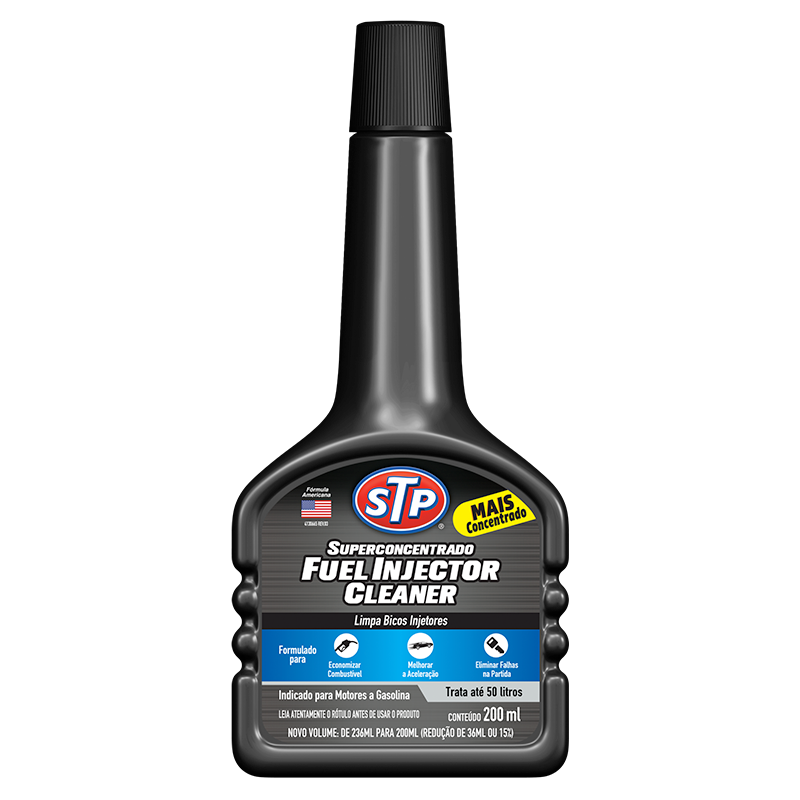 Fórmula
Americana
STP
®
MAIS
Concentrado
SUPERCONCENTRADO
FUEL INJECTOR
CLEANER
Limpa Bicos Injetores
Formulado
para
Economizar
Combustível
Melhorar
a Aceleração
Eliminar Falhas
na Partida
Indicado para Motores a Gasolina
Trata até 50 litros
LEIA ATENTAMENTE O RÓTULO ANTES DE USAR O PRODUTO
CONTEÚDO 200 ml
NOVO VOLUME: DE 236ML PARA 200ML (REDUÇÃO DE 36ML OU 15%)